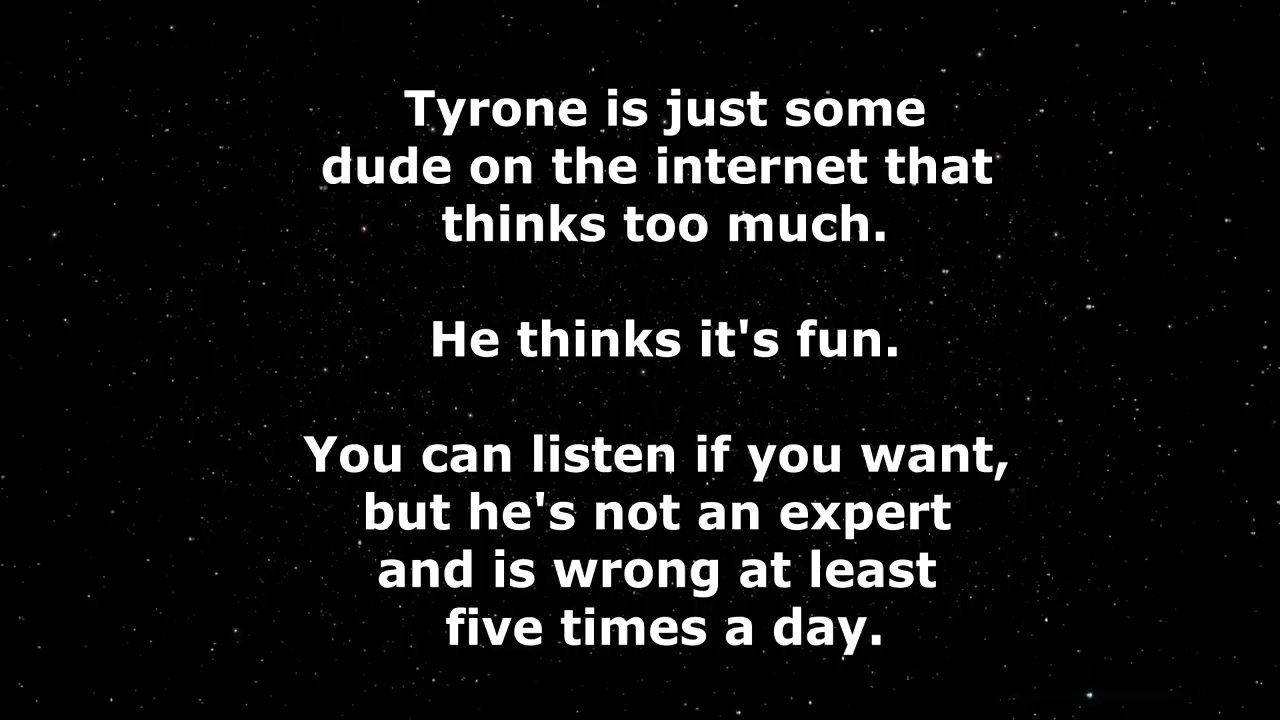 Tyrone is just some
dude on the internet that
thinks too much.
He thinks it's fun.
You can listen if you want,
but he's not an expert
and is wrong at least
five times a day.